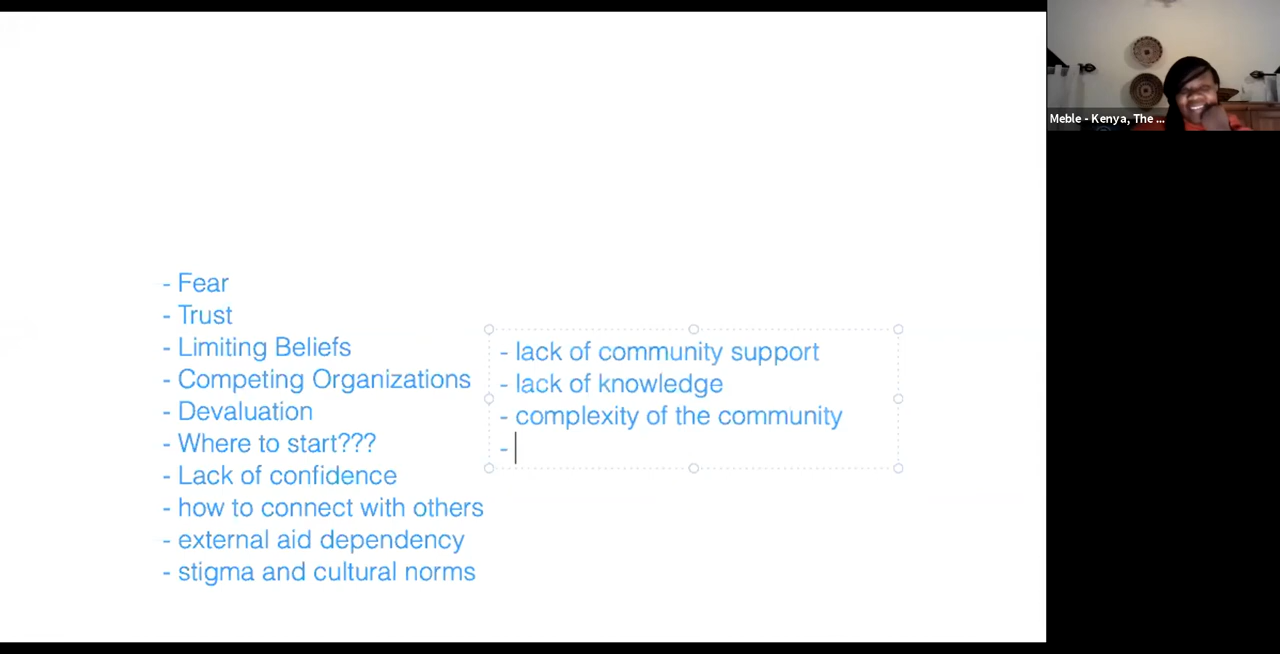 - Fear
- Trust
- Limiting Beliefs
- Competing Organizations
- Devaluation
- Where to start???
- Lack of confidence
- how to connect with others
- external aid dependency
- stigma and cultural norms
- lack of community support
- lack of knowledge
- complexity of the community
-
Meble - Kenya, The ...